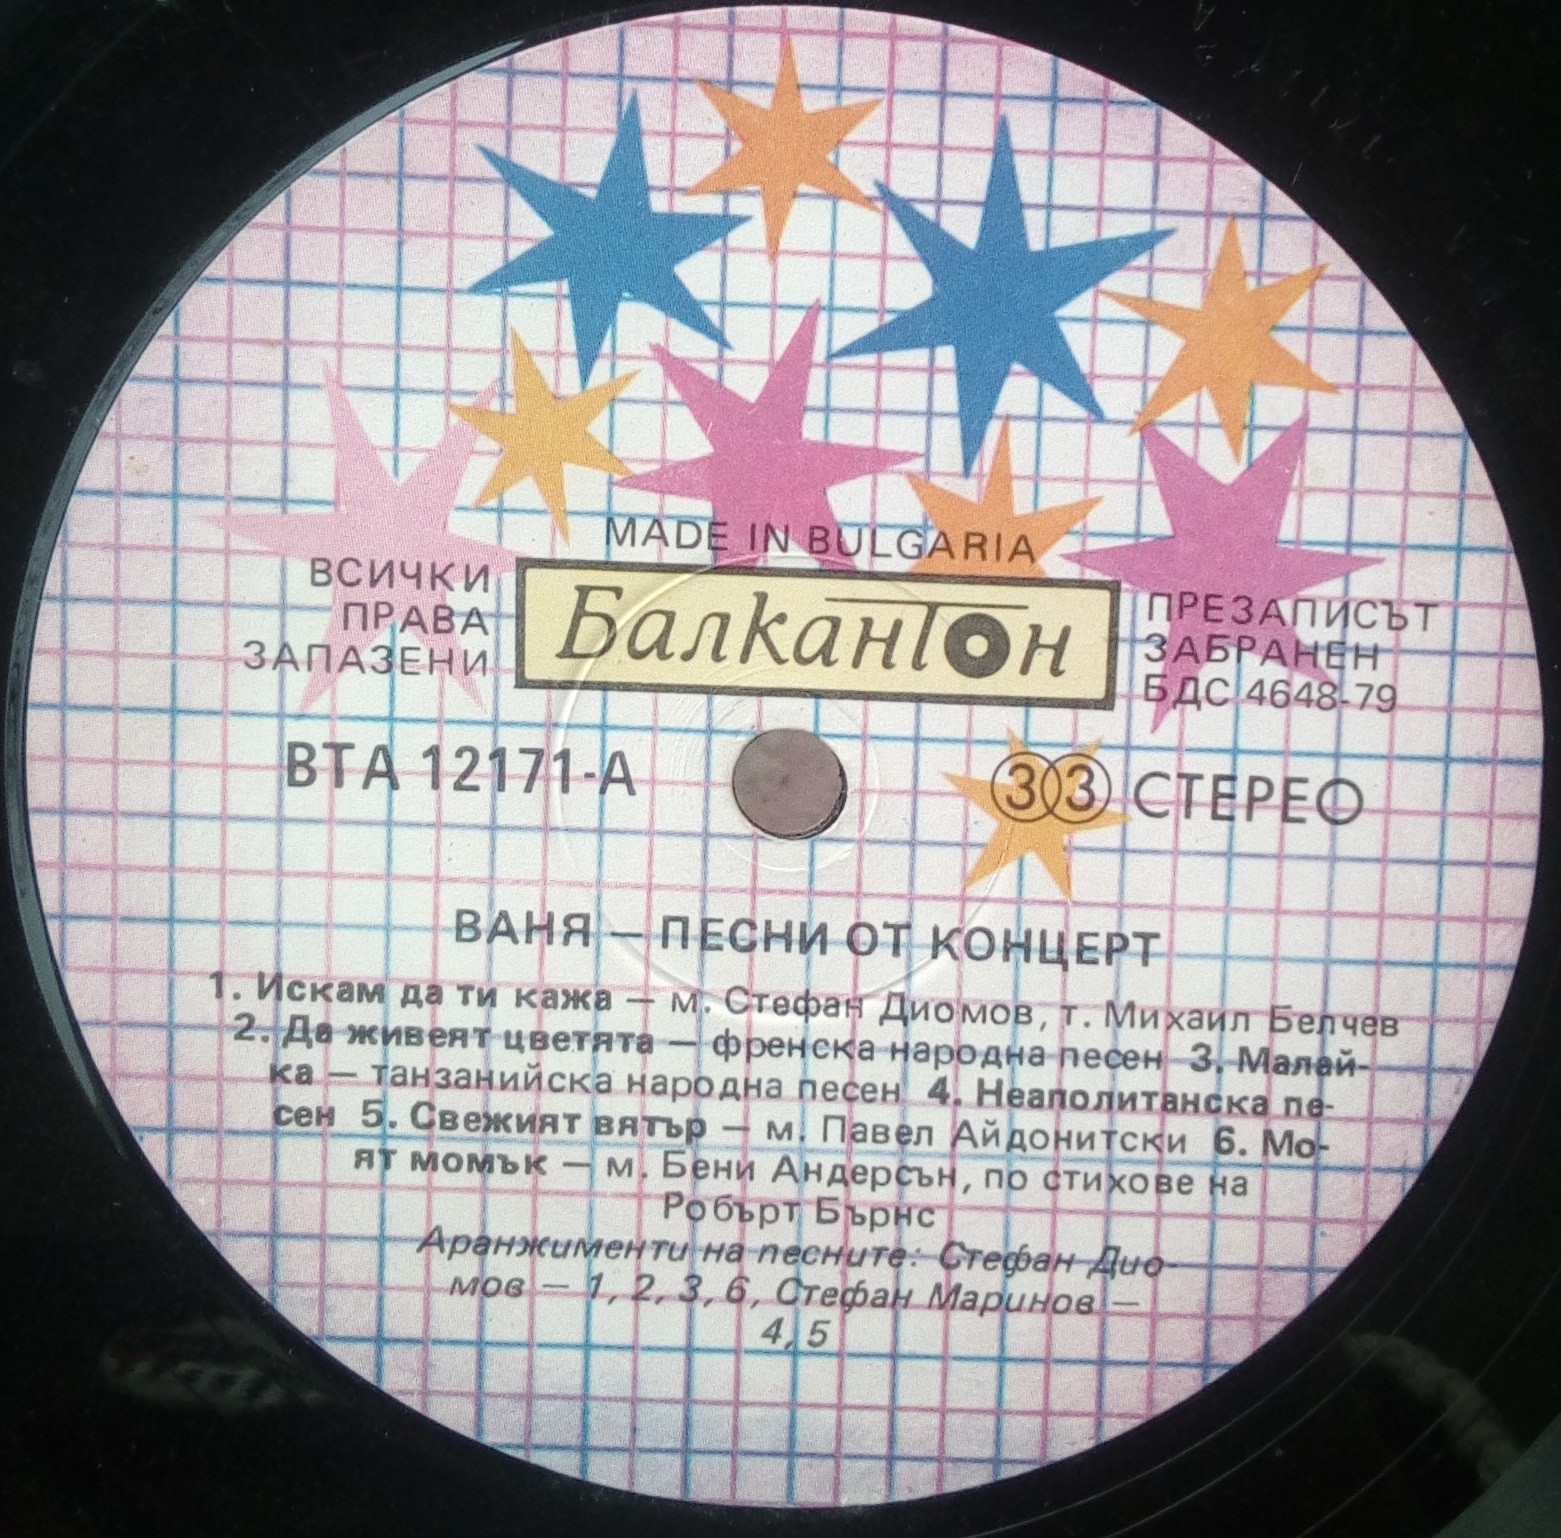 MADE IN BULGARIA
ВСИЧКИ
ПРАВА
ЗАПАЗЕНИ
Балкантон
ПРЕЗАПИСЪТ
ЗАБРАНЕН
БДС 4648-79
ВТА 12171-А
33 СТЕРЕО
ВАНЯ — ПЕСНИ ОТ КОНЦЕРТ
1. Искам да ти кажа — м. Стефан Диомов, т. Михаил Белчев
2. Да живеят цветята — френска народна песен 3. Малай-
ка — танзанийска народна песен 4. Неаполитанска пе-
сен 5. Свежият вятър — м. Павел Айдонитски 6. Мо-
ят момък — м. Бени Андерсън, по стихове на
Робърт Бърнс
Аранжименти на песните: Стефан Дио-
мов — 1, 2, 3, 6, Стефан Маринов —
4, 5